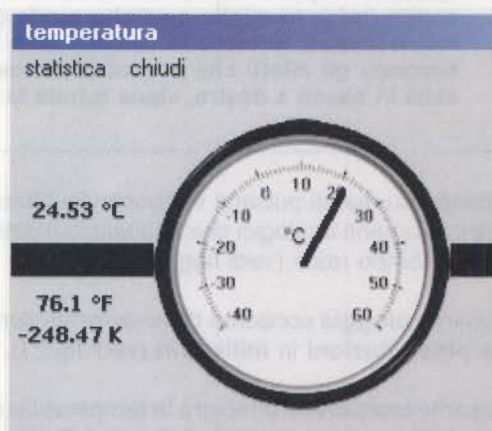 temperatura
statistica chiudi
10
0 20
24.53 °C
-10 30
°C
-20 40
-30 50
76.1 °F
-40 60
-248.47 K